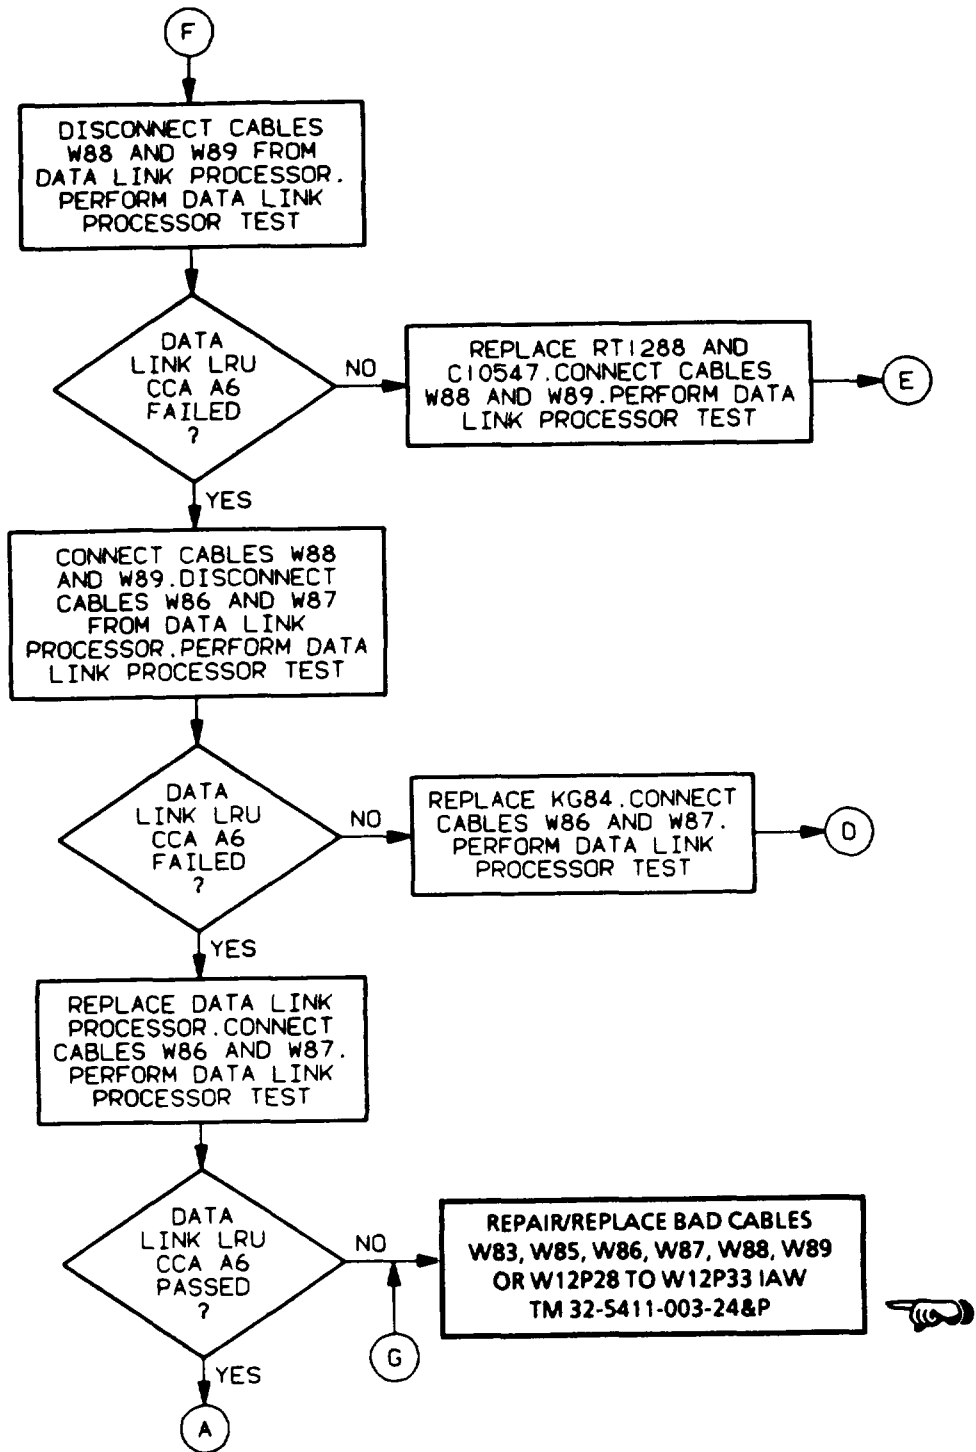 F
DISCONNECT CABLES
W88 AND W89 FROM
DATA LINK PROCESSOR.
PERFORM DATA LINK
PROCESSOR TEST
DATA
LINK LRU
CCA A6
FAILED
?
NO
REPLACE RT1288 AND
C10547.CONNECT CABLES
W88 AND W89.PERFORM DATA
LINK PROCESSOR TEST
E
YES
CONNECT CABLES W88
AND W89.DISCONNECT
CABLES W86 AND W87
FROM DATA LINK
PROCESSOR.PERFORM DATA
LINK PROCESSOR TEST
DATA
LINK LRU
CCA A6
FAILED
?
NO
REPLACE KG84.CONNECT
CABLES W86 AND W87.
PERFORM DATA LINK
PROCESSOR TEST
D
YES
REPLACE DATA LINK
PROCESSOR.CONNECT
CABLES W86 AND W87.
PERFORM DATA LINK
PROCESSOR TEST
DATA
LINK LRU
CCA A6
PASSED
?
NO
REPAIR/REPLACE BAD CABLES
W83, W85, W86, W87, W88, W89
OR W12P28 TO W12P33 IAW
TM 32-5411-003-24&P
G
YES
A